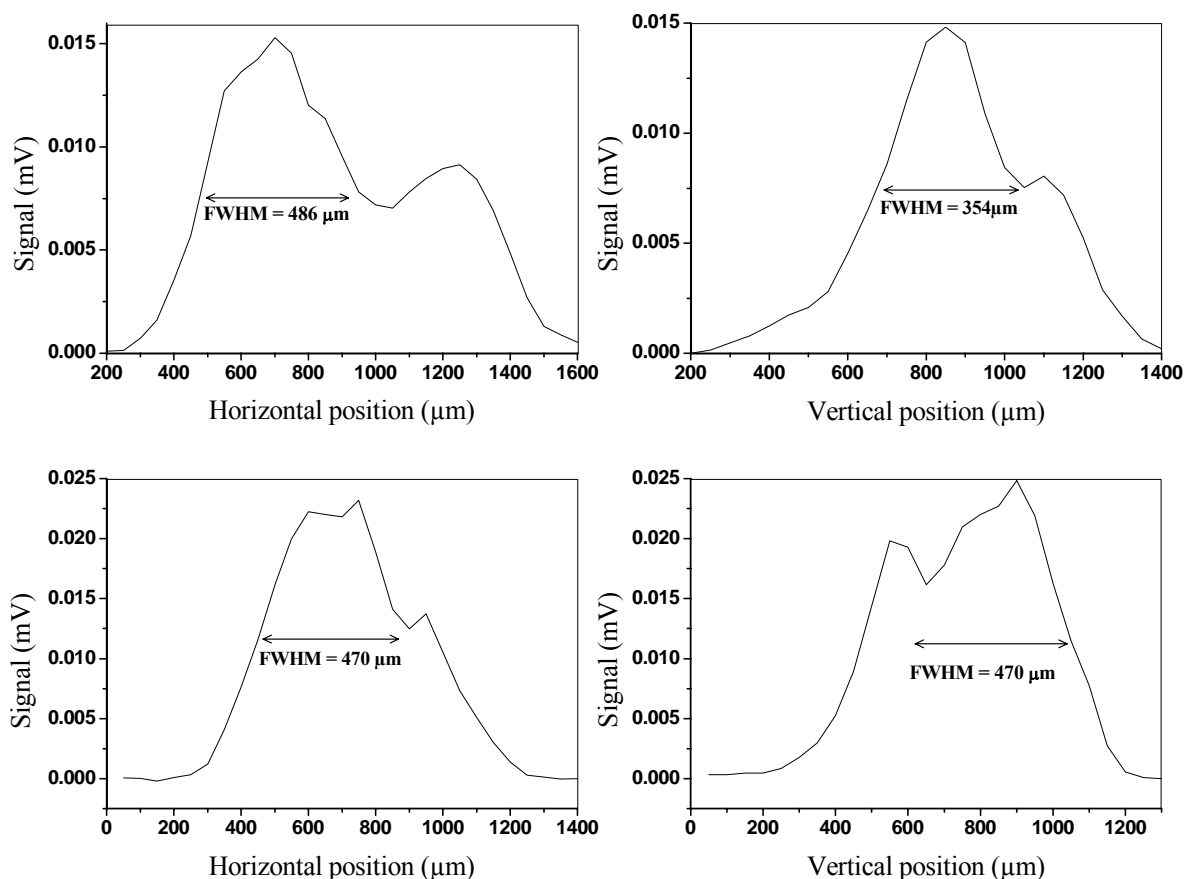 0.015
0.010
0.005
0.000
Signal (mV)
FWHM = 486 μm
200 400 600 800 1000 1200 1400 1600
Horizontal position (μm)
0.015
0.010
0.005
0.000
Signal (mV)
FWHM = 354μm
200 400 600 800 1000 1200 1400
Vertical position (μm)
0.025
0.020
0.015
0.010
0.005
0.000
Signal (mV)
FWHM = 470 μm
0 200 400 600 800 1000 1200 1400
Horizontal position (μm)
0.025
0.020
0.015
0.010
0.005
0.000
Signal (mV)
FWHM = 470 μm
0 200 400 600 800 1000 1200
Vertical position (μm)